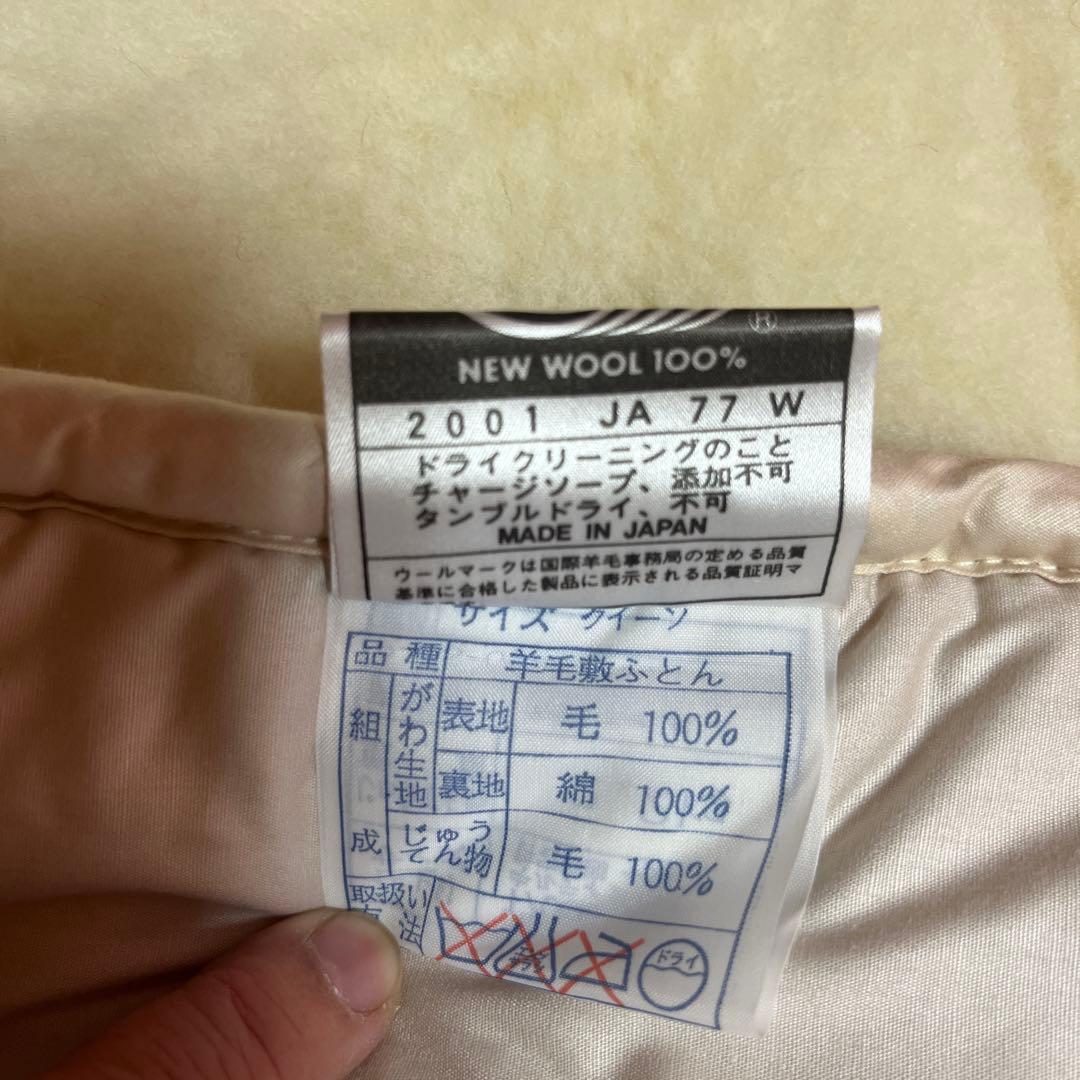 ®
NEW WOOL 100%
2001 JA 77 W
ドライクリーニングのこと
チャージソープ、添加不可
タンブルドライ、不可
MADE IN JAPAN
ウールマークは国際羊毛事務局の定める品質
基準に合格した製品に表示される品質証明マ
サイズ クイーン
品種 羊毛敷ふとん
組成 がわ生地 表地 毛 100%
裏地 綿 100%
じゅうてん物 毛 100%
取扱い方法 ドライ